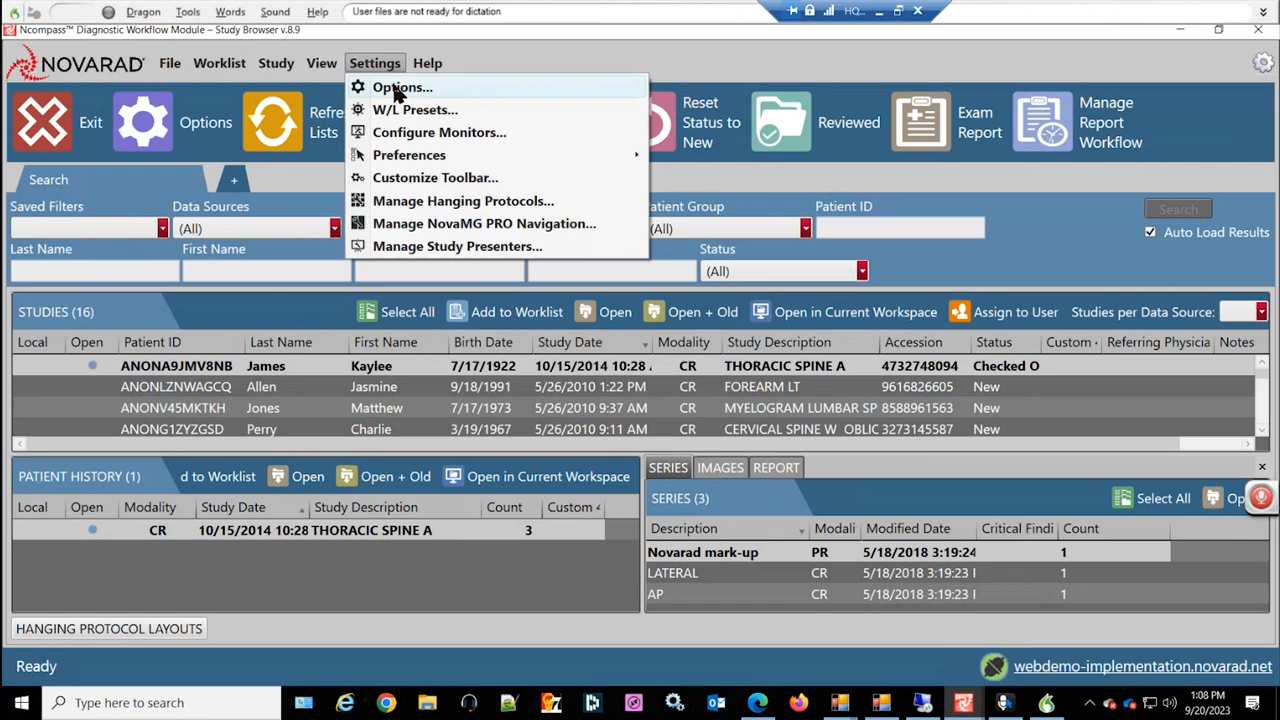 Dragon Tools Words Sound Help User files are not ready for dictation HQ...
Ncompass™ Diagnostic Workflow Module – Study Browser v.8.9
NOVARAD File Worklist Study View Settings Help
Options...
W/L Presets...
Configure Monitors...
Preferences
Customize Toolbar...
Manage Hanging Protocols...
Manage NovaMG PRO Navigation...
Manage Study Presenters...
Exit
Options
Lists
Reset Status to New
Reviewed
Exam Report
Manage Report Workflow
Search +
Saved Filters Data Sources Patient ID
(All) (All) Search
Auto Load Results
Last Name First Name Status
(All)
STUDIES (16) Select All Add to Worklist Open Open + Old Open in Current Workspace Assign to User Studies per Data Source:
Local Open Patient ID Last Name First Name Birth Date Study Date Modality Study Description Accession Status Custom Referring Physicia Notes
ANONA9JMV8NB James Kaylee 7/17/1922 10/15/2014 10:28 CR THORACIC SPINE A 4732748094 Checked O
ANONLZNWAGCQ Allen Jasmine 9/18/1991 5/26/2010 1:22 PM CR FOREARM LT 9616826605 New
ANONV45MKTKH Jones Matthew 7/17/1973 5/26/2010 9:37 AM CR MYELOGRAM LUMBAR SP 8588961563 New
ANONG1ZYZGSD Perry Charlie 3/19/1967 5/26/2010 9:11 AM CR CERVICAL SPINE W OBLIC 3273145587 New
PATIENT HISTORY (1) d to Worklist Open Open + Old Open in Current Workspace
Local Open Modality Study Date Study Description Count Custom
CR 10/15/2014 10:28 THORACIC SPINE A 3
SERIES IMAGES REPORT
SERIES (3) Select All
Description Modali Modified Date Critical Findi Count
Novarad mark-up PR 5/18/2018 3:19:24 1
LATERAL CR 5/18/2018 3:19:23 1
AP CR 5/18/2018 3:19:23 1
HANGING PROTOCOL LAYOUTS
Ready webdemo-implementation.novarad.net
Type here to search
1:08 PM
9/20/2023